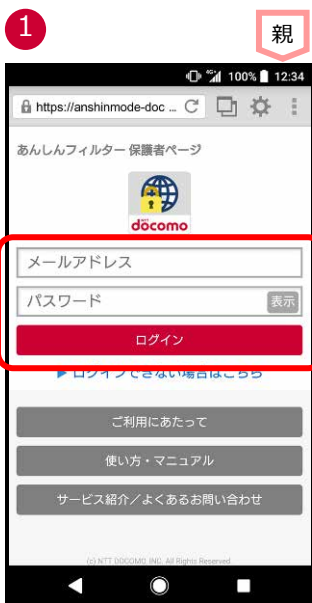 1
親
4G 100% 12:34
https://anshinmode-doc ...
あんしんフィルター 保護者ページ
NTT
döcomo
メールアドレス
パスワード
表示
ログイン
▶ ログインできない場合はこちら
ご利用にあたって
使い方・マニュアル
サービス紹介／よくあるお問い合わせ
(c) NTT DOCOMO, INC. All Rights Reserved.